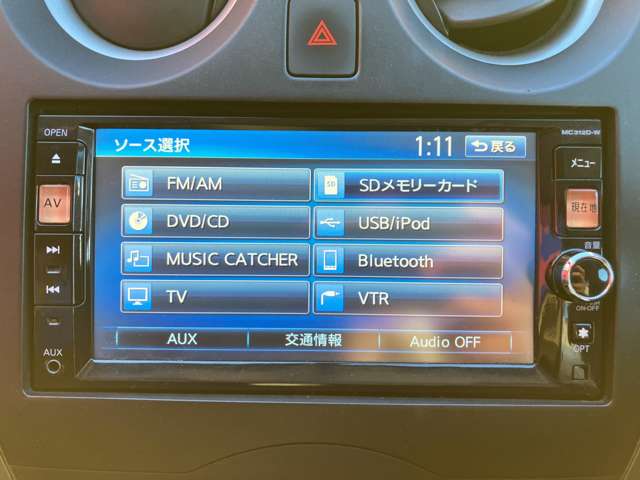 OPEN
MC312D-W
ソース選択
1:11
戻る
メニュー
AV
FM/AM
SD
SDメモリーカード
現在地
DVD/CD
USB/iPod
音量
MUSIC CATCHER
Bluetooth
TV
VTR
ON·OFF
AUX
交通情報
Audio OFF
AUX
OPT